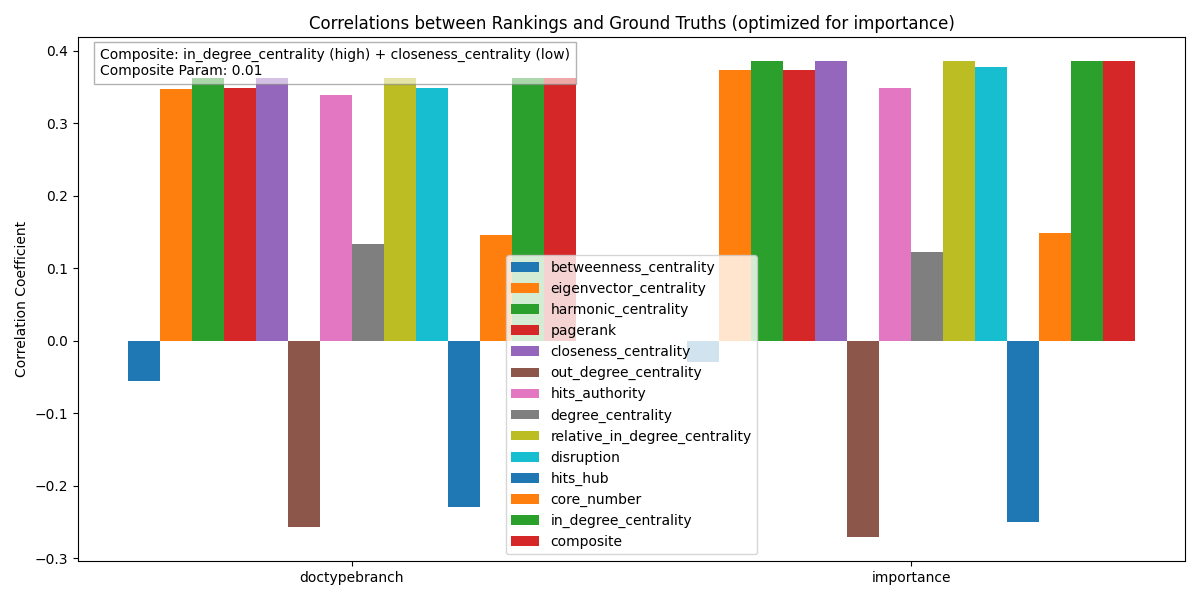 Correlations between Rankings and Ground Truths (optimized for importance)
Composite: in_degree_centrality (high) + closeness_centrality (low)
Composite Param: 0.01
Correlation Coefficient
0.4
0.3
0.2
0.1
0.0
−0.1
−0.2
−0.3
betweenness_centrality
eigenvector_centrality
harmonic_centrality
pagerank
closeness_centrality
out_degree_centrality
hits_authority
degree_centrality
relative_in_degree_centrality
disruption
hits_hub
core_number
in_degree_centrality
composite
doctypebranch
importance